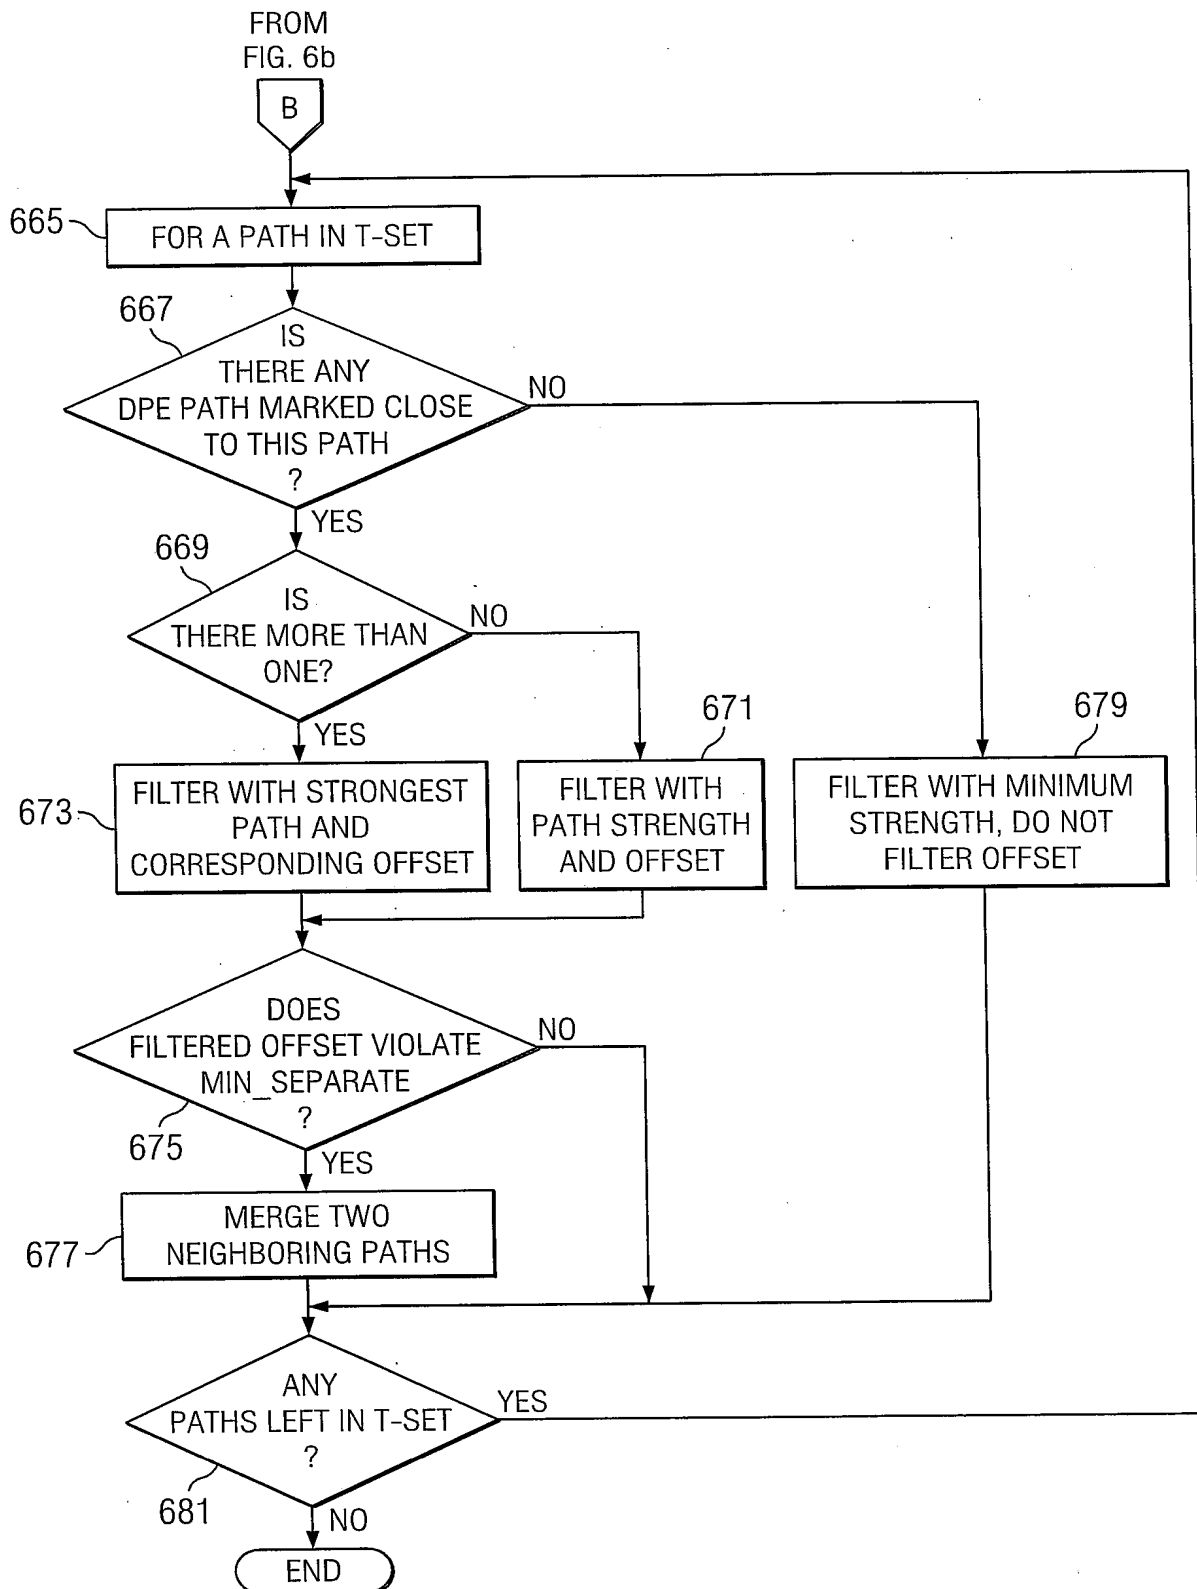 FROM
FIG. 6b
B
665
FOR A PATH IN T-SET
667
IS
THERE ANY
DPE PATH MARKED CLOSE
TO THIS PATH
?
NO
YES
669
IS
THERE MORE THAN
ONE?
NO
YES
671
679
673
FILTER WITH STRONGEST
PATH AND
CORRESPONDING OFFSET
FILTER WITH
PATH STRENGTH
AND OFFSET
FILTER WITH MINIMUM
STRENGTH, DO NOT
FILTER OFFSET
DOES
FILTERED OFFSET VIOLATE
MIN_SEPARATE
?
NO
675
YES
677
MERGE TWO
NEIGHBORING PATHS
ANY
PATHS LEFT IN T-SET
?
YES
681
NO
END